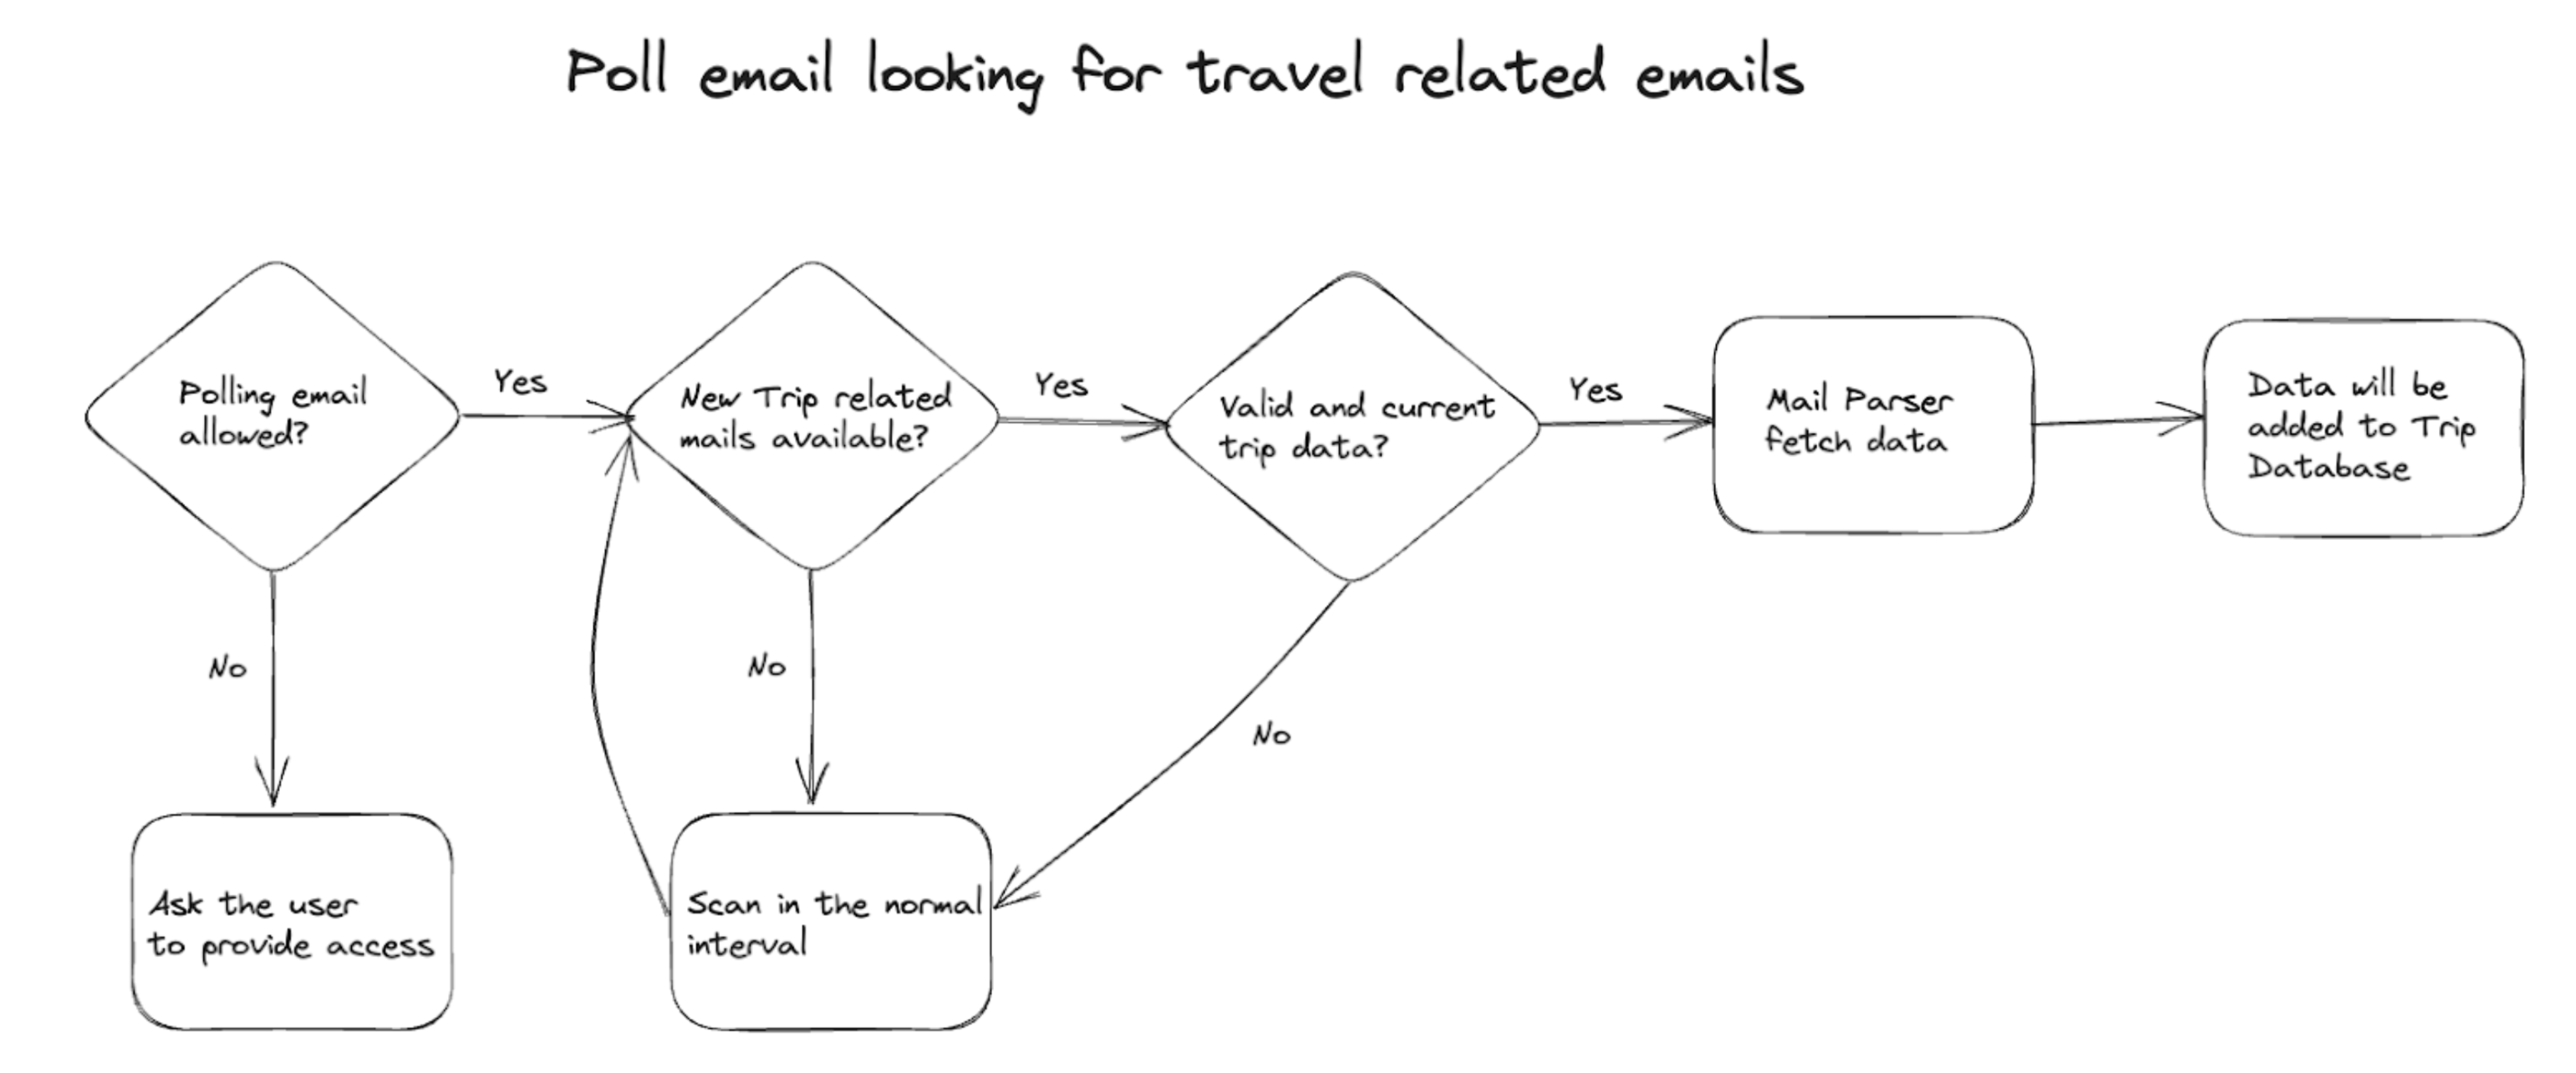 Poll email looking for travel related emails
Polling email
allowed?
Yes
New Trip related
mails available?
Yes
Valid and current
trip data?
Yes
Mail Parser
fetch data
Data will be
added to Trip
Database
No
No
No
Ask the user
to provide access
Scan in the normal
interval